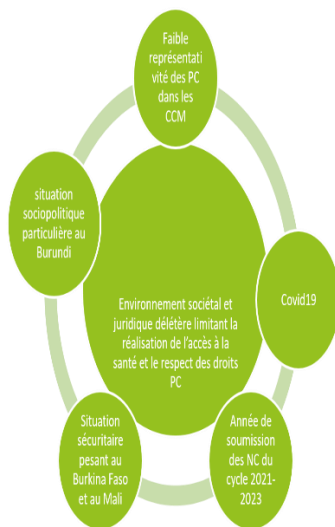 Faible
représentati
vité des PC
dans les
CCM
situation
sociopolitique
particulière au
Burundi
Environnement sociétal et
juridique délétère limitant la
réalisation de l'accès à la
santé et le respect des droits
PC
Covid19
Situation
sécuritaire
pesant au
Burkina Faso
et au Mali
Année de
soumission
des NC du
cycle 2021-
2023